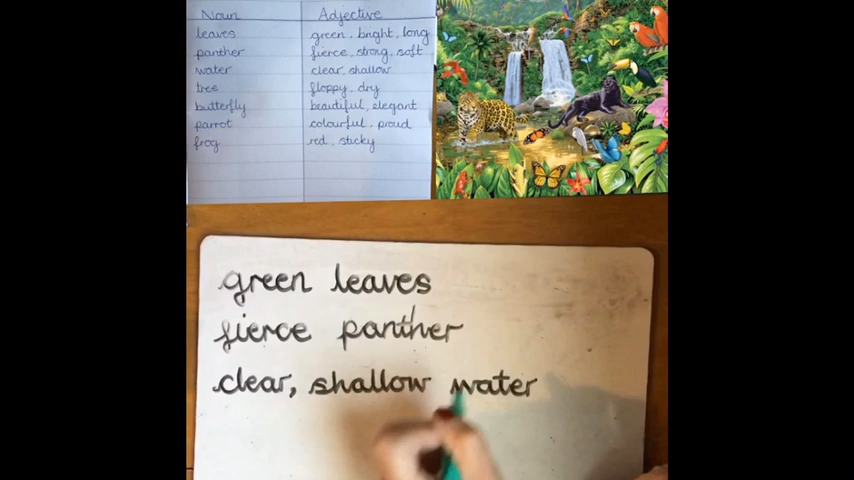 Noun Adjective
leaves green, bright, long
panther fierce, strong, soft
water clear, shallow
tree floppy, dry
butterfly beautiful, elegant
parrot colourful, proud
frog red, sticky
green leaves
fierce panther
clear, shallow water